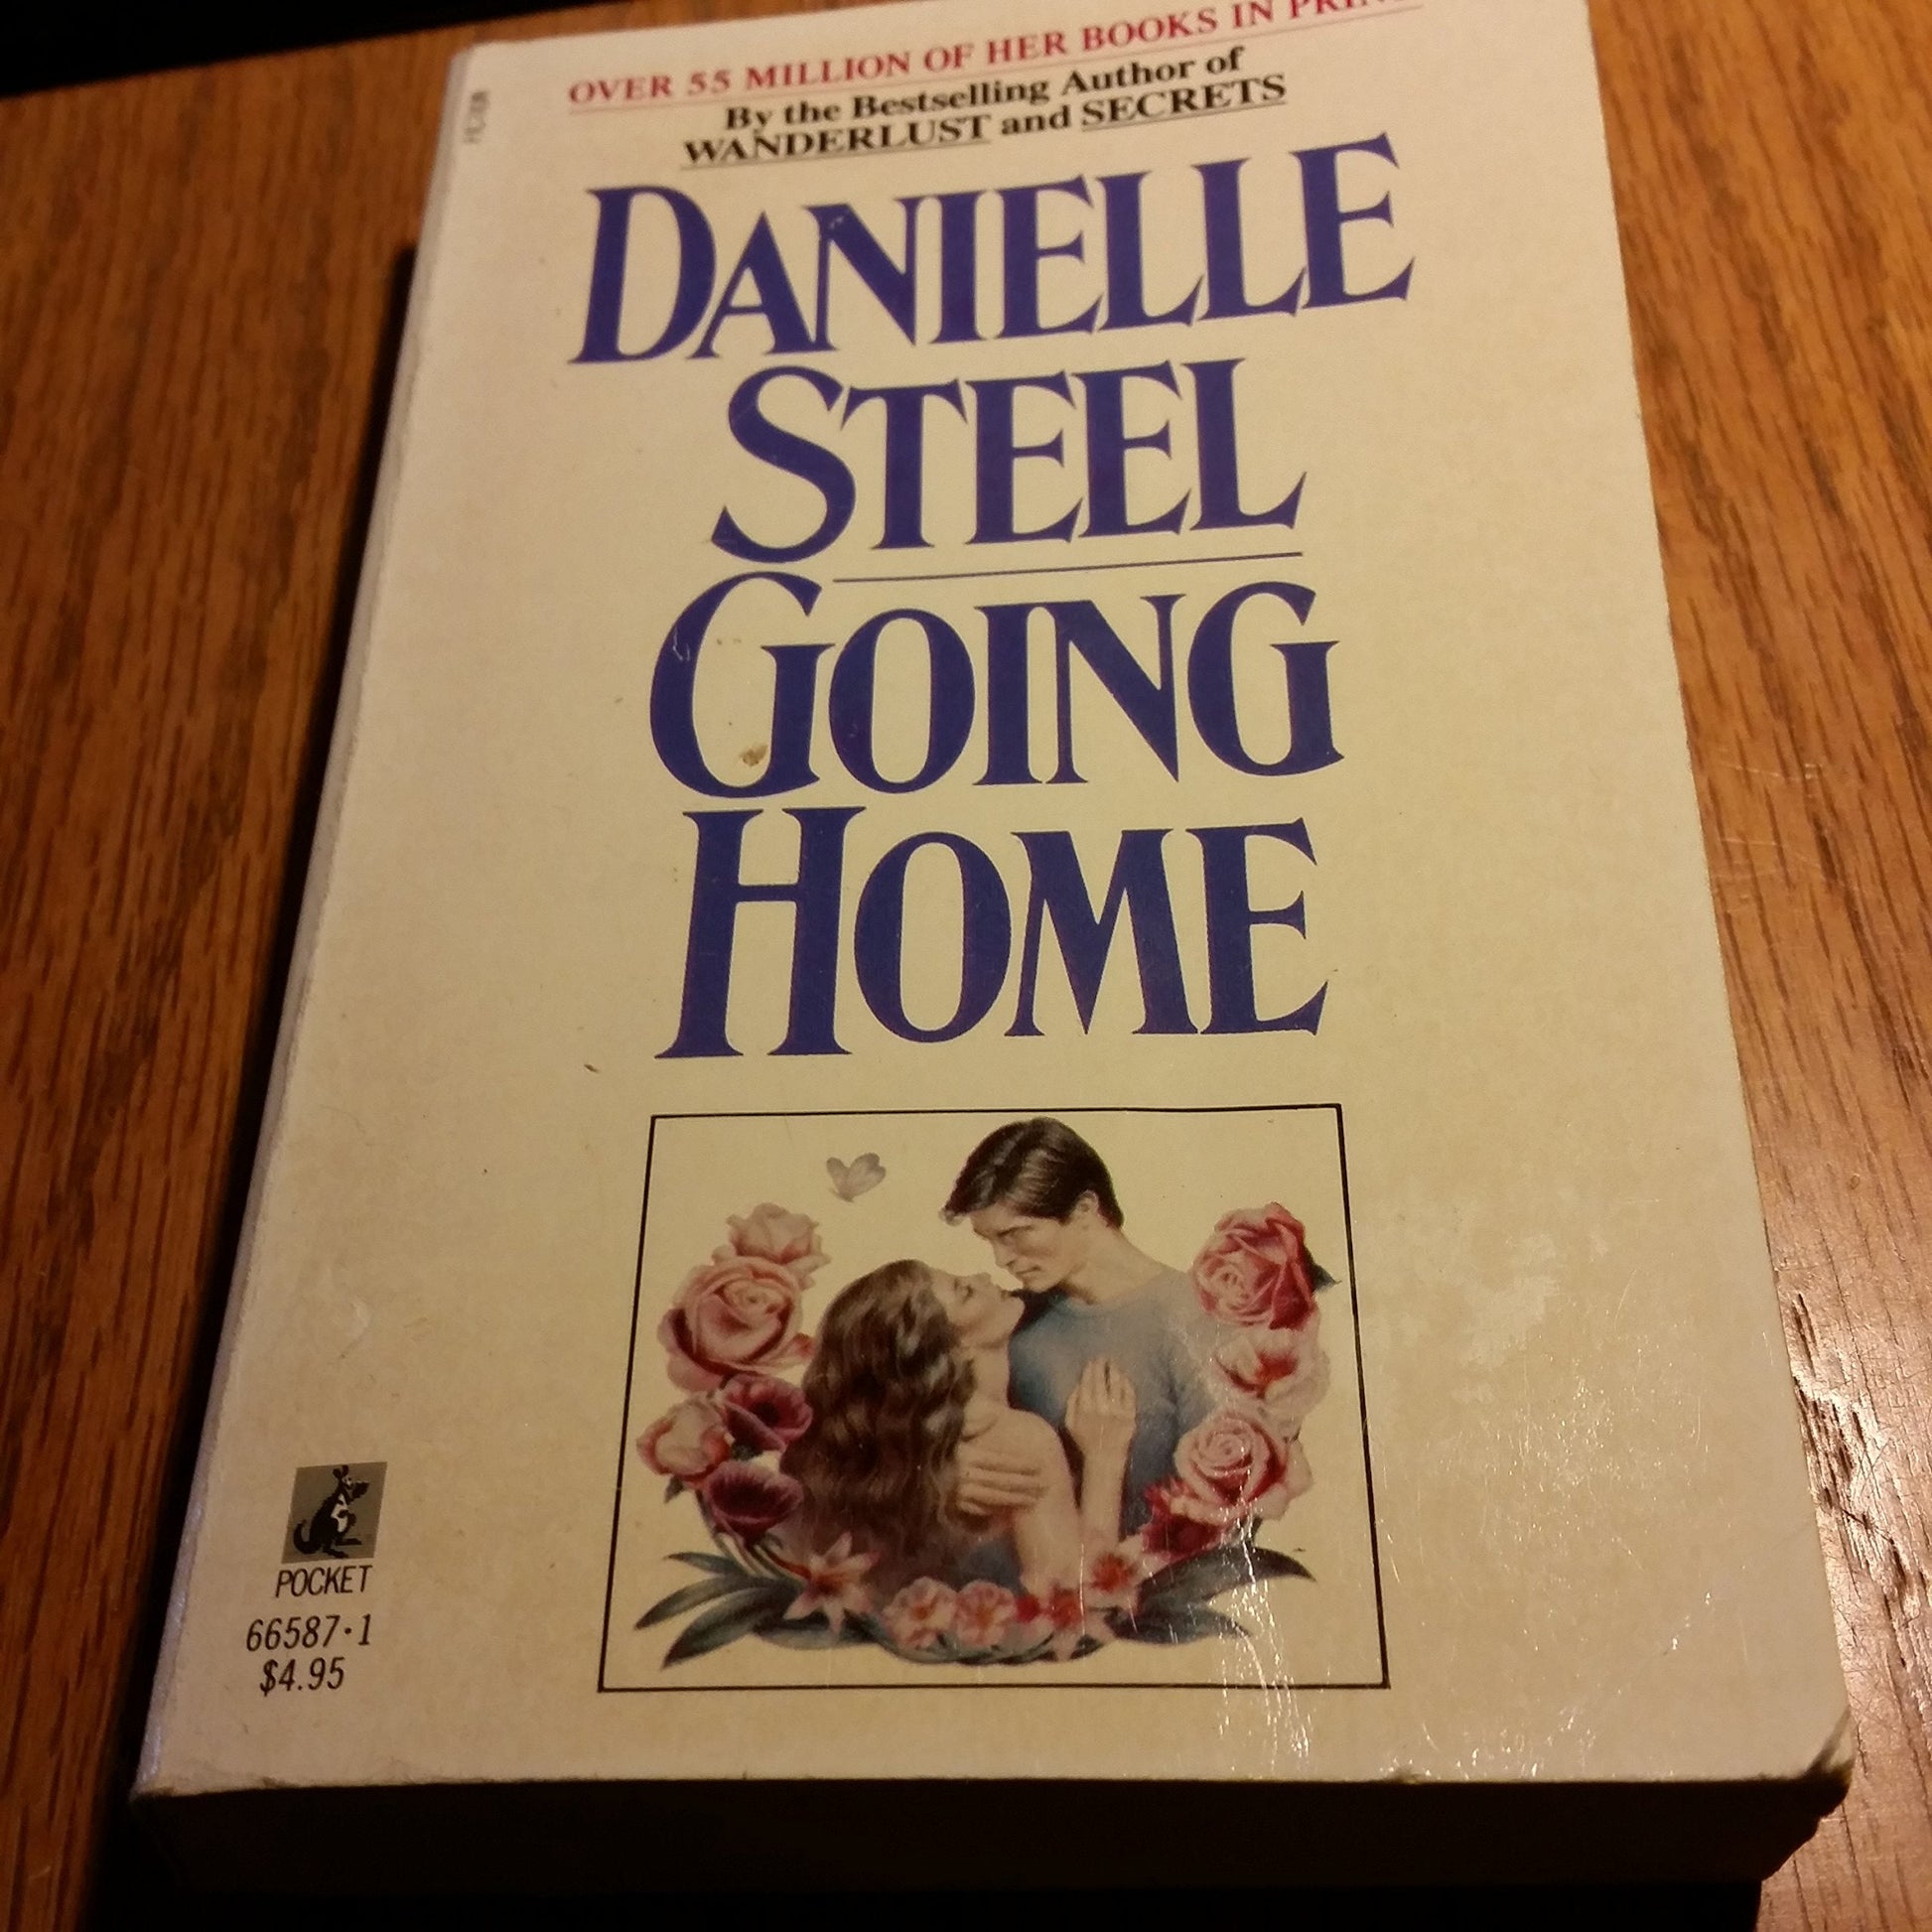 OVER 55 MILLION OF HER BOOKS IN PRINT
By the Bestselling Author of
WANDERLUST and SECRETS
DANIELLE
STEEL
GOING
HOME
POCKET
66587·1
$4.95